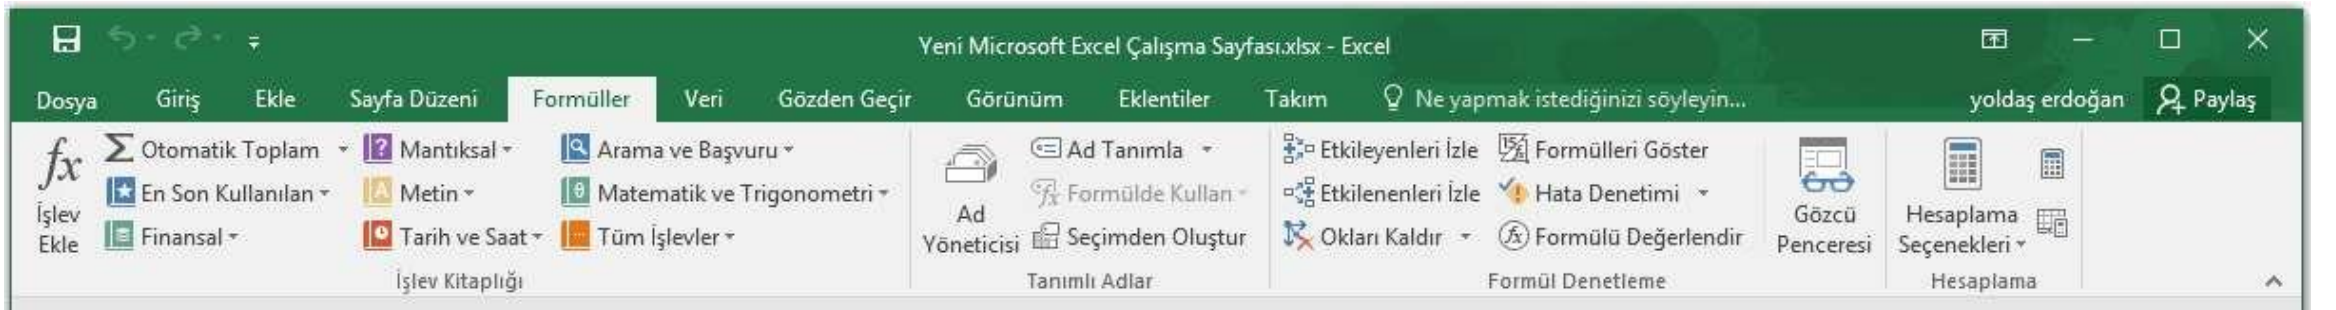 Yeni Microsoft Excel Çalışma Sayfası.xlsx - Excel
Dosya Giriş Ekle Sayfa Düzeni Formüller Veri Gözden Geçir Görünüm Eklentiler Takım Ne yapmak istediğinizi söyleyin... yoldaş erdoğan Paylaş
fx İşlev Ekle
Σ Otomatik Toplam
En Son Kullanılan
Finansal
Mantıksal
Metin
Tarih ve Saat
Arama ve Başvuru
Matematik ve Trigonometri
Tüm İşlevler
İşlev Kitaplığı
Ad
Yöneticisi
Ad Tanımla
Formülde Kullan
Seçimden Oluştur
Tanımlı Adlar
Etkileyenleri İzle
Etkilenenleri İzle
Okları Kaldır
Formülleri Göster
Hata Denetimi
Formülü Değerlendir
Formül Denetleme
Gözcü
Penceresi
Hesaplama
Seçenekleri
Hesaplama